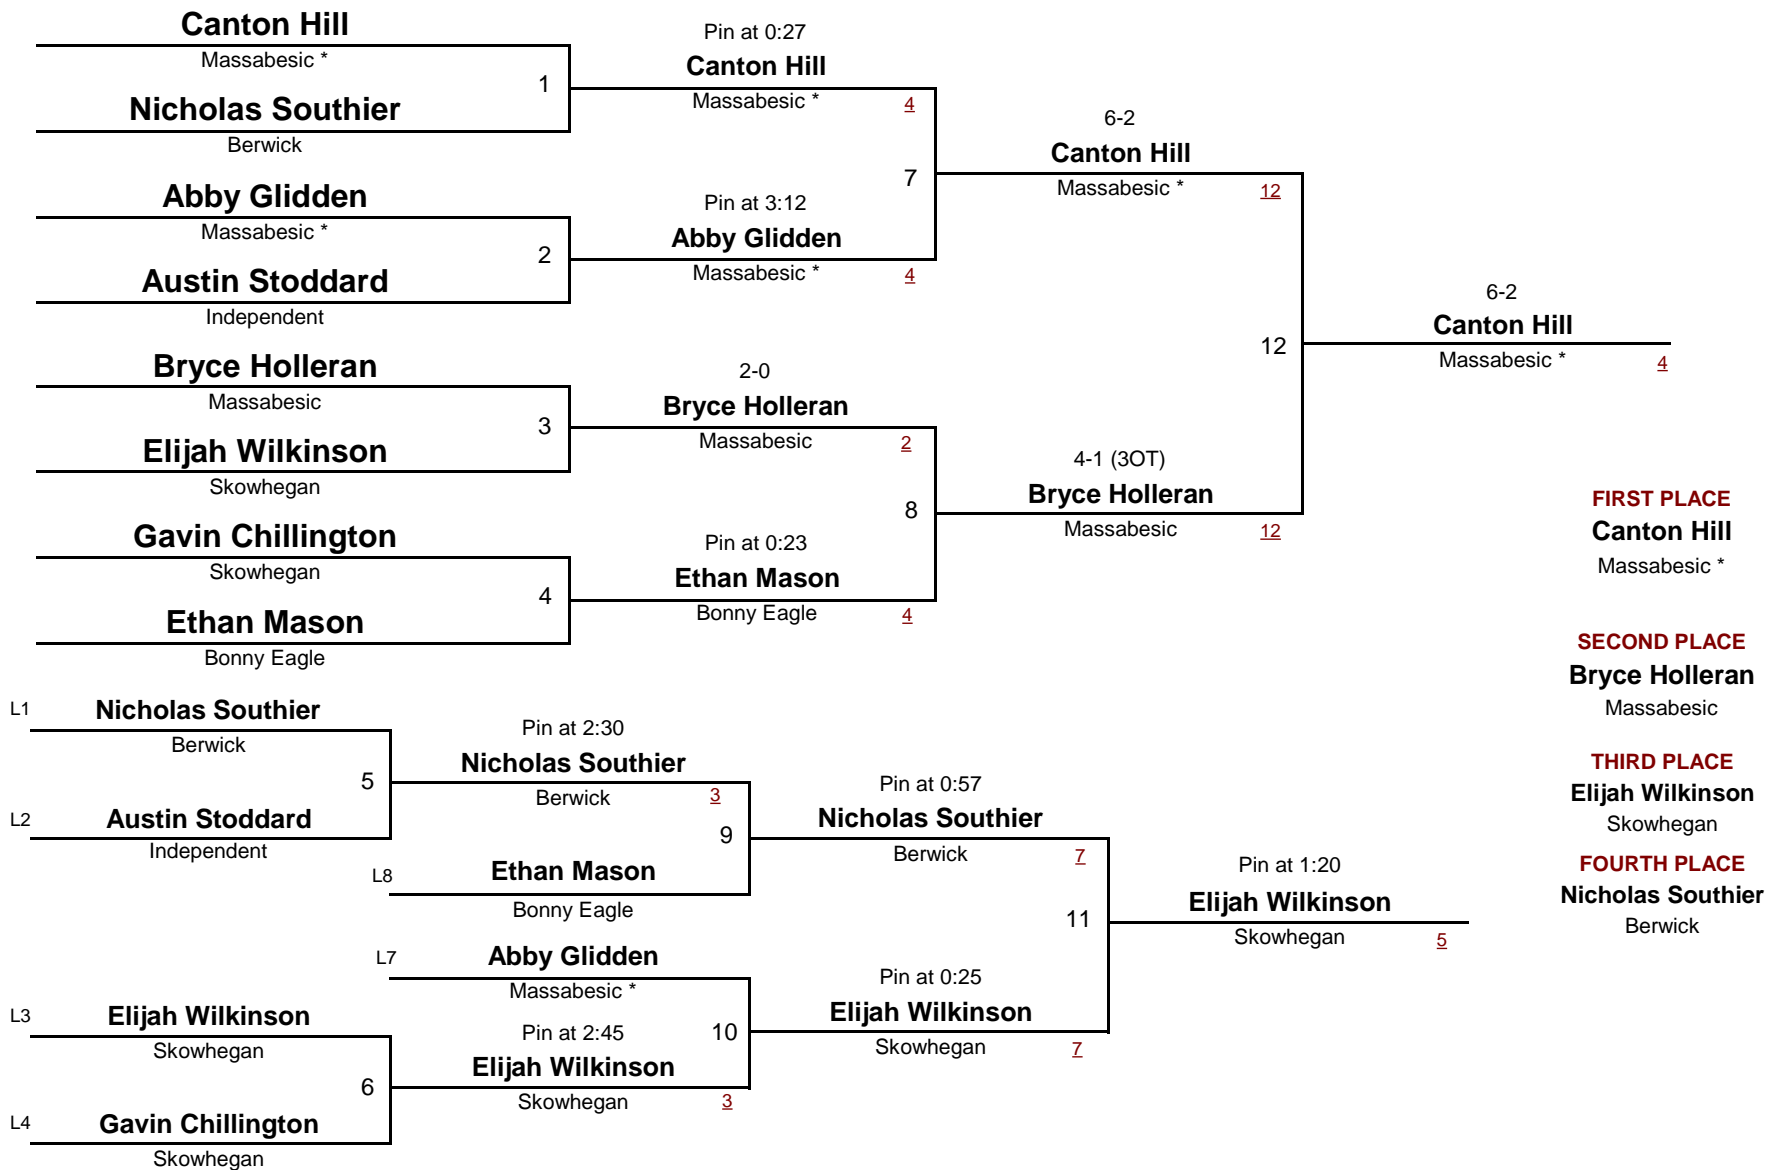 Canton Hill
Massabesic *
1
Nicholas Southier
Berwick
Abby Glidden
Massabesic *
2
Austin Stoddard
Independent
Bryce Holleran
Massabesic
3
Elijah Wilkinson
Skowhegan
Gavin Chillington
Skowhegan
4
Ethan Mason
Bonny Eagle
Pin at 0:27
Canton Hill
Massabesic *
4
7
Pin at 3:12
Abby Glidden
Massabesic *
4
2-0
Bryce Holleran
Massabesic
2
8
Pin at 0:23
Ethan Mason
Bonny Eagle
4
6-2
Canton Hill
Massabesic *
12
12
4-1 (3OT)
Bryce Holleran
Massabesic
12
6-2
Canton Hill
Massabesic *
4
FIRST PLACE
Canton Hill
Massabesic *
SECOND PLACE
Bryce Holleran
Massabesic
THIRD PLACE
Elijah Wilkinson
Skowhegan
FOURTH PLACE
Nicholas Southier
Berwick
L1
Nicholas Southier
Berwick
5
L2
Austin Stoddard
Independent
Pin at 2:30
Nicholas Southier
Berwick
3
9
L8
Ethan Mason
Bonny Eagle
L7
Abby Glidden
Massabesic *
10
L3
Elijah Wilkinson
Skowhegan
6
L4
Gavin Chillington
Skowhegan
Pin at 2:45
Elijah Wilkinson
Skowhegan
3
Pin at 0:57
Nicholas Southier
Berwick
7
11
Pin at 0:25
Elijah Wilkinson
Skowhegan
7
Pin at 1:20
Elijah Wilkinson
Skowhegan
5